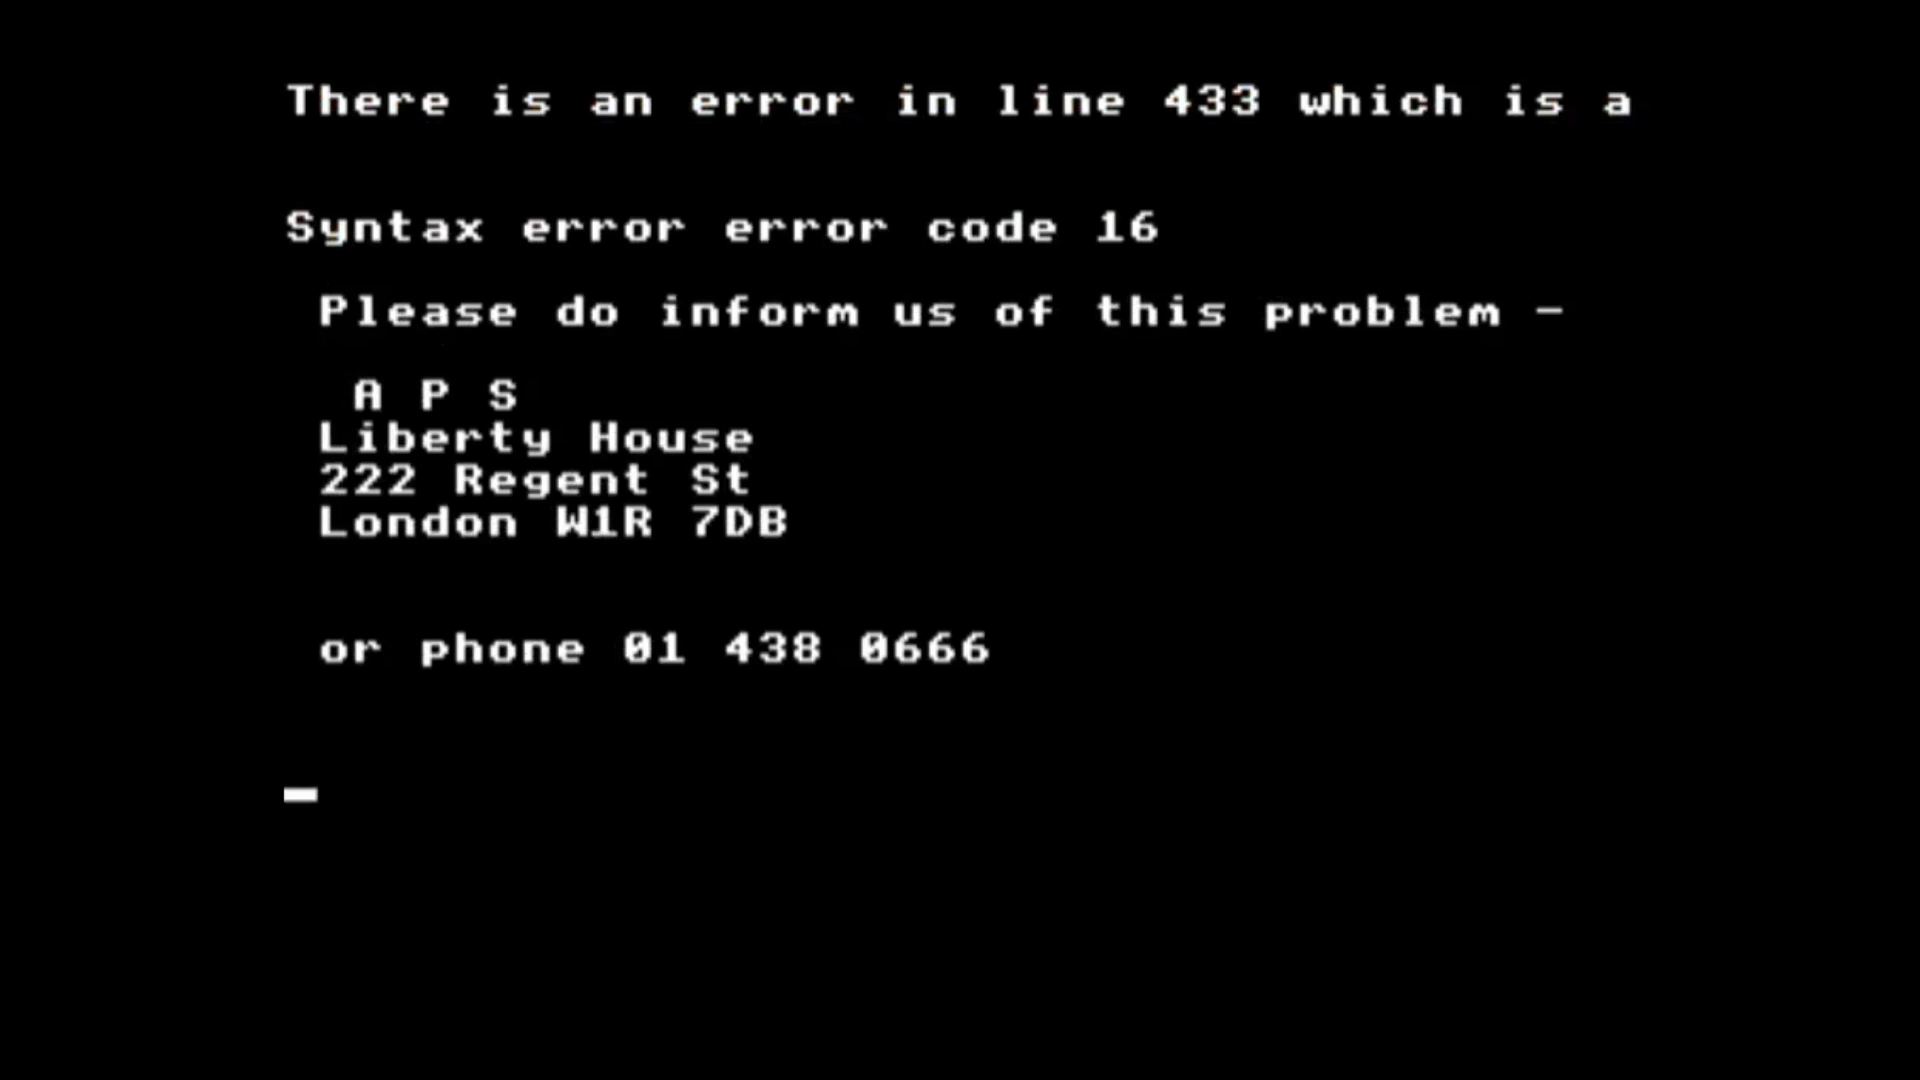 There is an error in line 433 which is a
Syntax error error code 16
Please do inform us of this problem -
A P S
Liberty House
222 Regent St
London W1R 7DB
or phone 01 438 0666